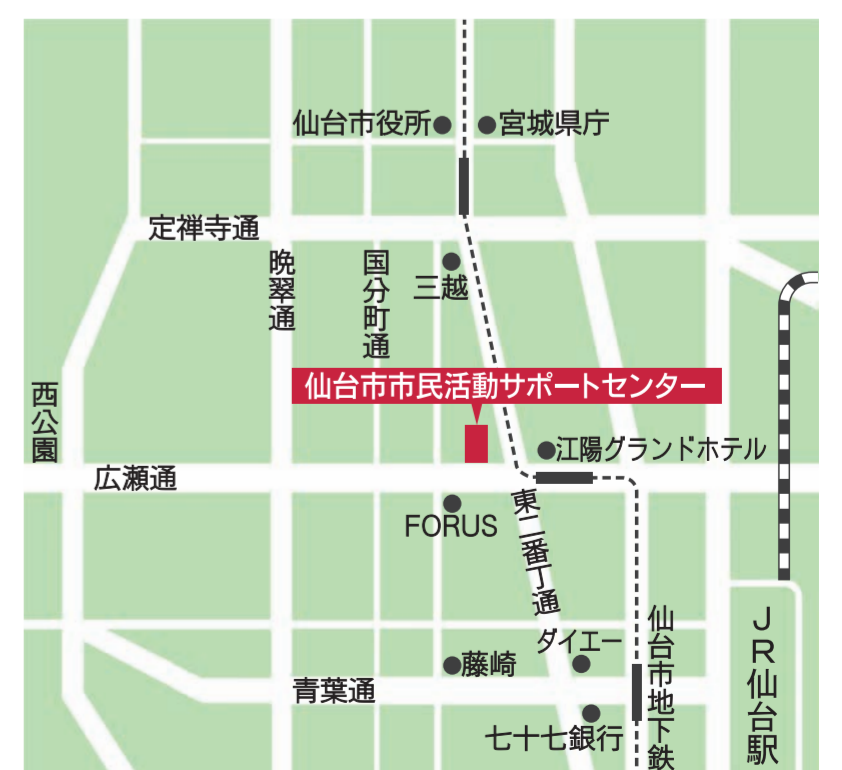 仙台市役所
宮城県庁
定禅寺通
晩翠通
国分町通
三越
仙台市市民活動サポートセンター
西公園
江陽グランドホテル
広瀬通
FORUS
東二番丁通
仙台市地下鉄
JR仙台駅
ダイエー
藤崎
青葉通
七十七銀行